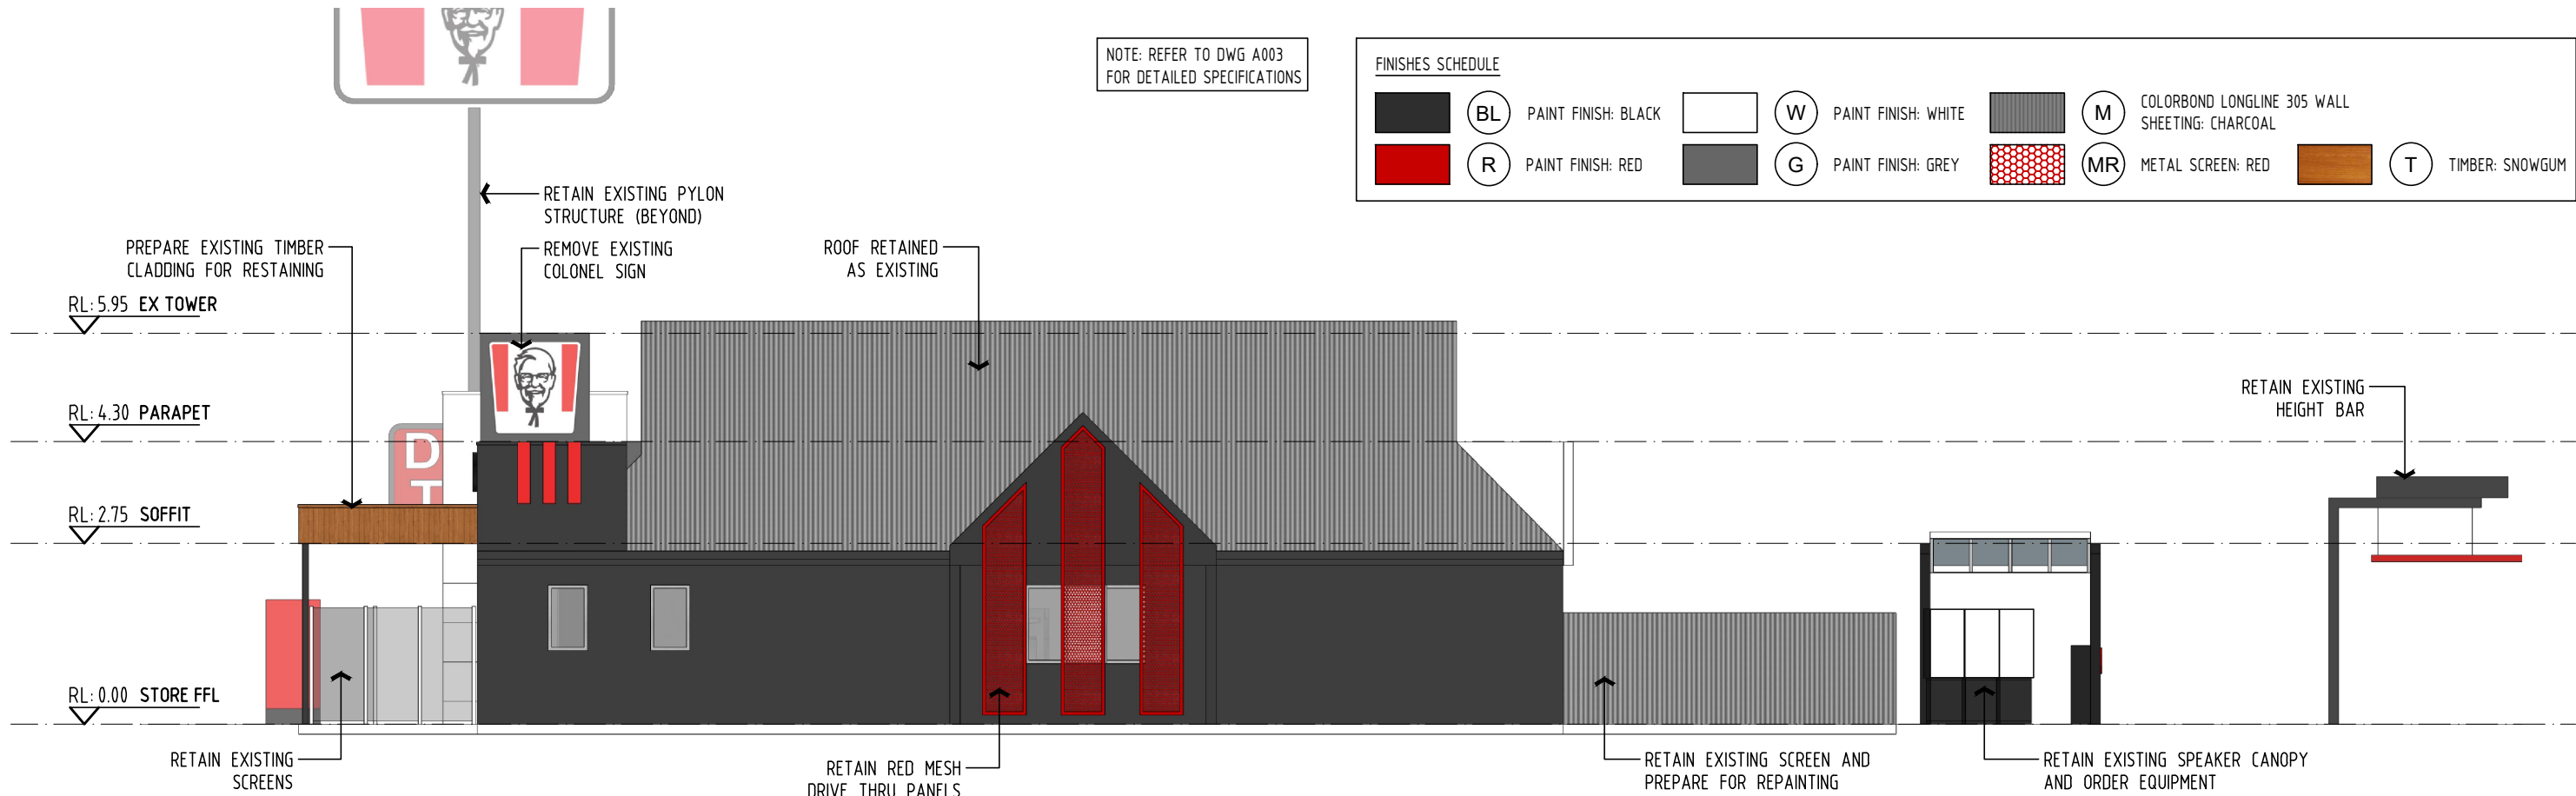 NOTE: REFER TO DWG A003
FOR DETAILED SPECIFICATIONS
FINISHES SCHEDULE
BL PAINT FINISH: BLACK
W PAINT FINISH: WHITE
M COLORBOND LONGLINE 305 WALL
SHEETING: CHARCOAL
R PAINT FINISH: RED
G PAINT FINISH: GREY
MR METAL SCREEN: RED
T TIMBER: SNOWGUM
RETAIN EXISTING PYLON
STRUCTURE (BEYOND)
PREPARE EXISTING TIMBER
CLADDING FOR RESTAINING
REMOVE EXISTING
COLONEL SIGN
ROOF RETAINED
AS EXISTING
RL: 5.95 EX TOWER
RL: 4.30 PARAPET
RETAIN EXISTING
HEIGHT BAR
D
T
RL: 2.75 SOFFIT
RL: 0.00 STORE FFL
RETAIN EXISTING
SCREENS
RETAIN RED MESH
DRIVE THRU PANELS
RETAIN EXISTING SCREEN AND
PREPARE FOR REPAINTING
RETAIN EXISTING SPEAKER CANOPY
AND ORDER EQUIPMENT